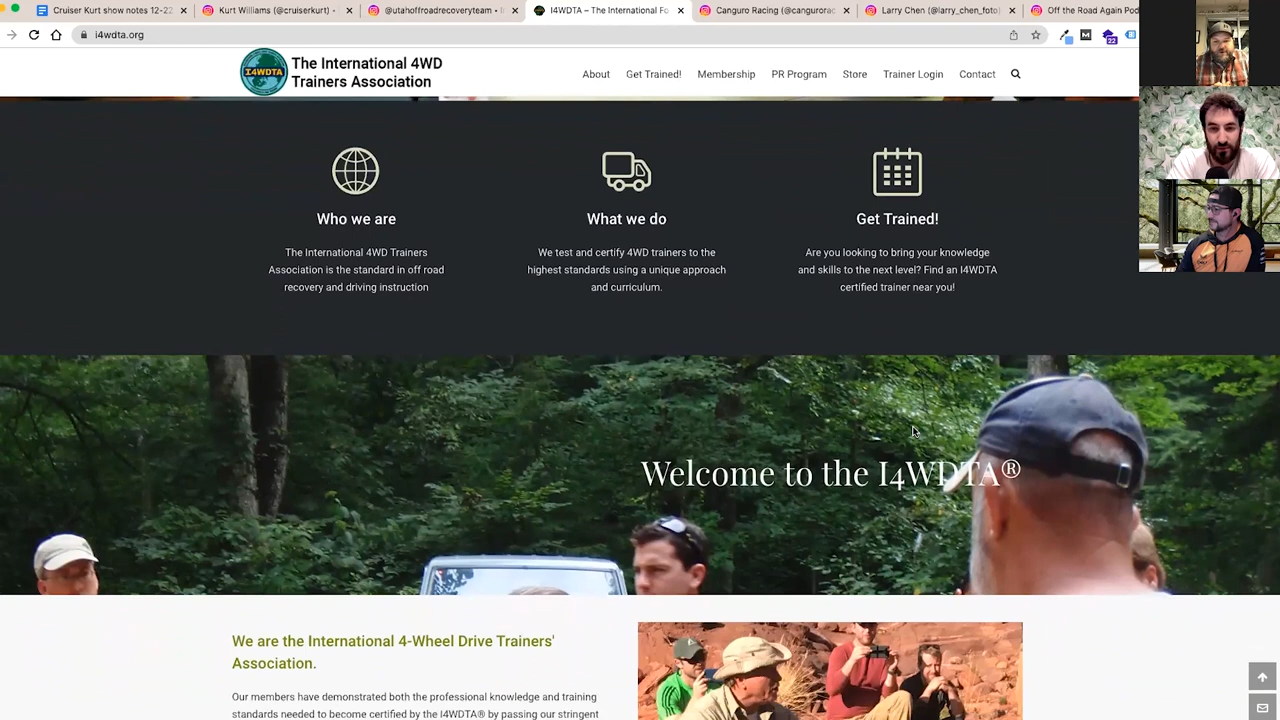 Cruiser Kurt show notes 12-22
Kurt Williams (@cruiserkurt) •
@utahoffroadrecoveryteam • I
I4WDTA – The International Fo
Canguro Racing (@cangurora
Larry Chen (@larry_chen_foto)
Off the Road Again Pod
i4wdta.org
22
I4WDTA
The International 4WD
Trainers Association
About Get Trained! Membership PR Program Store Trainer Login Contact
Who we are
The International 4WD Trainers
Association is the standard in off road
recovery and driving instruction
What we do
We test and certify 4WD trainers to the
highest standards using a unique approach
and curriculum.
Get Trained!
Are you looking to bring your knowledge
and skills to the next level? Find an I4WDTA
certified trainer near you!
Welcome to the I4WDTA®
We are the International 4-Wheel Drive Trainers'
Association.
Our members have demonstrated both the professional knowledge and training
standards needed to become certified by the I4WDTA® by passing our stringent